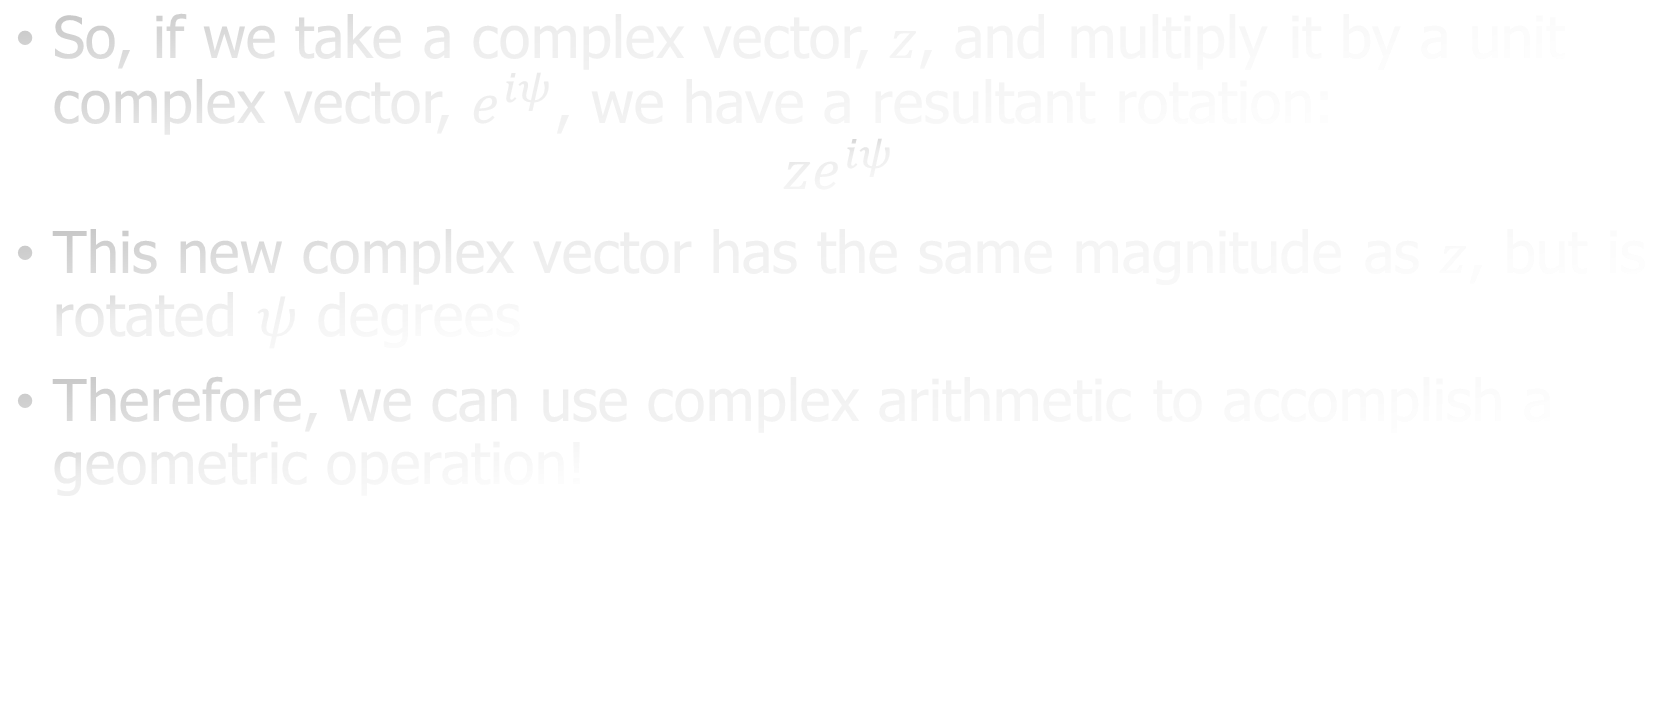 • So, if we take a complex vector, z, and multiply it by a unit
complex vector, e^{iψ}, we have a resultant rotation:
ze^{iψ}
• This new complex vector has the same magnitude as z, but is
rotated ψ degrees
• Therefore, we can use complex arithmetic to accomplish a
geometric operation!